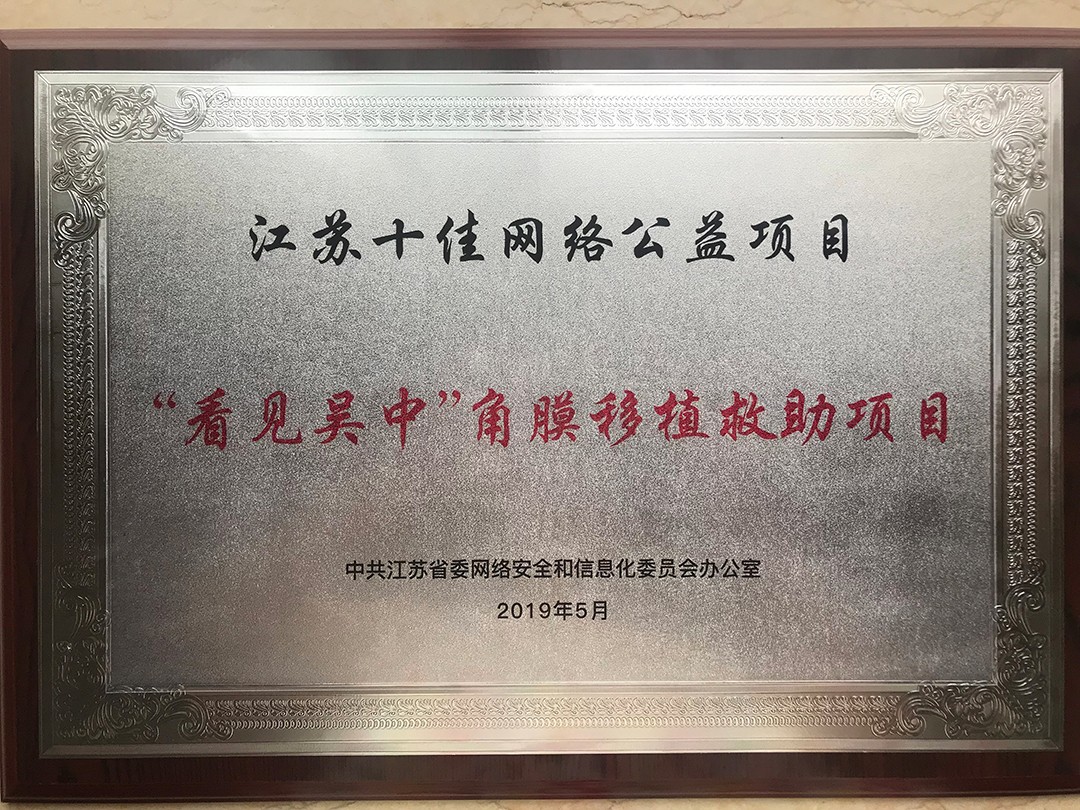 江苏十佳网络公益项目
“看见吴中”角膜移植救助项目
中共江苏省委网络安全和信息化委员会办公室
2019年5月